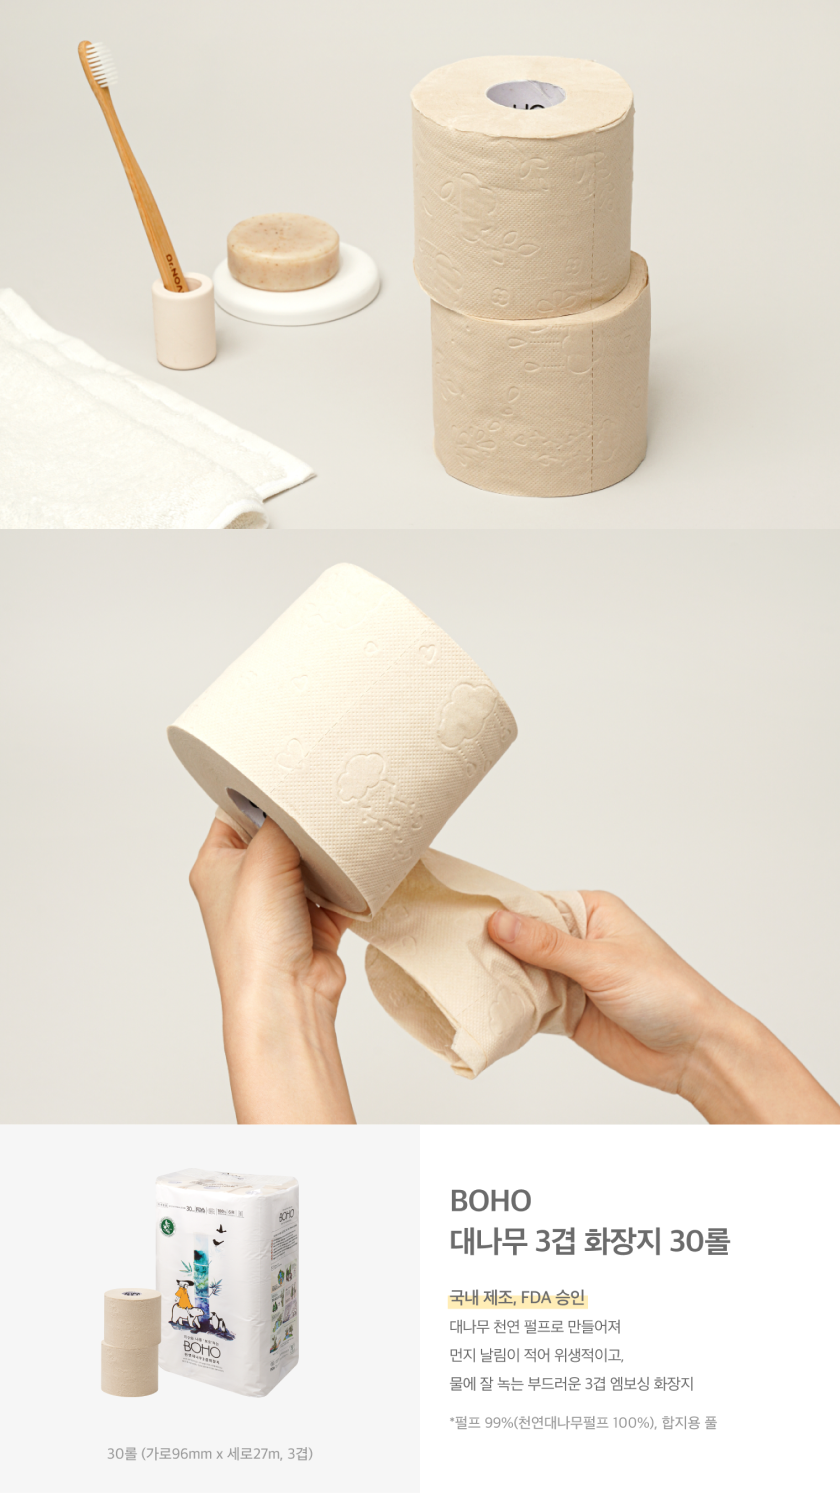 HO
Dr.NO
BOHO
BOHO
BOHO
대나무 3겹 화장지 30롤
국내 제조, FDA 승인
대나무 천연 펄프로 만들어져
먼지 날림이 적어 위생적이고,
물에 잘 녹는 부드러운 3겹 엠보싱 화장지
*펄프 99%(천연대나무펄프 100%), 합지용 풀
30롤 (가로96mm x 세로27m, 3겹)